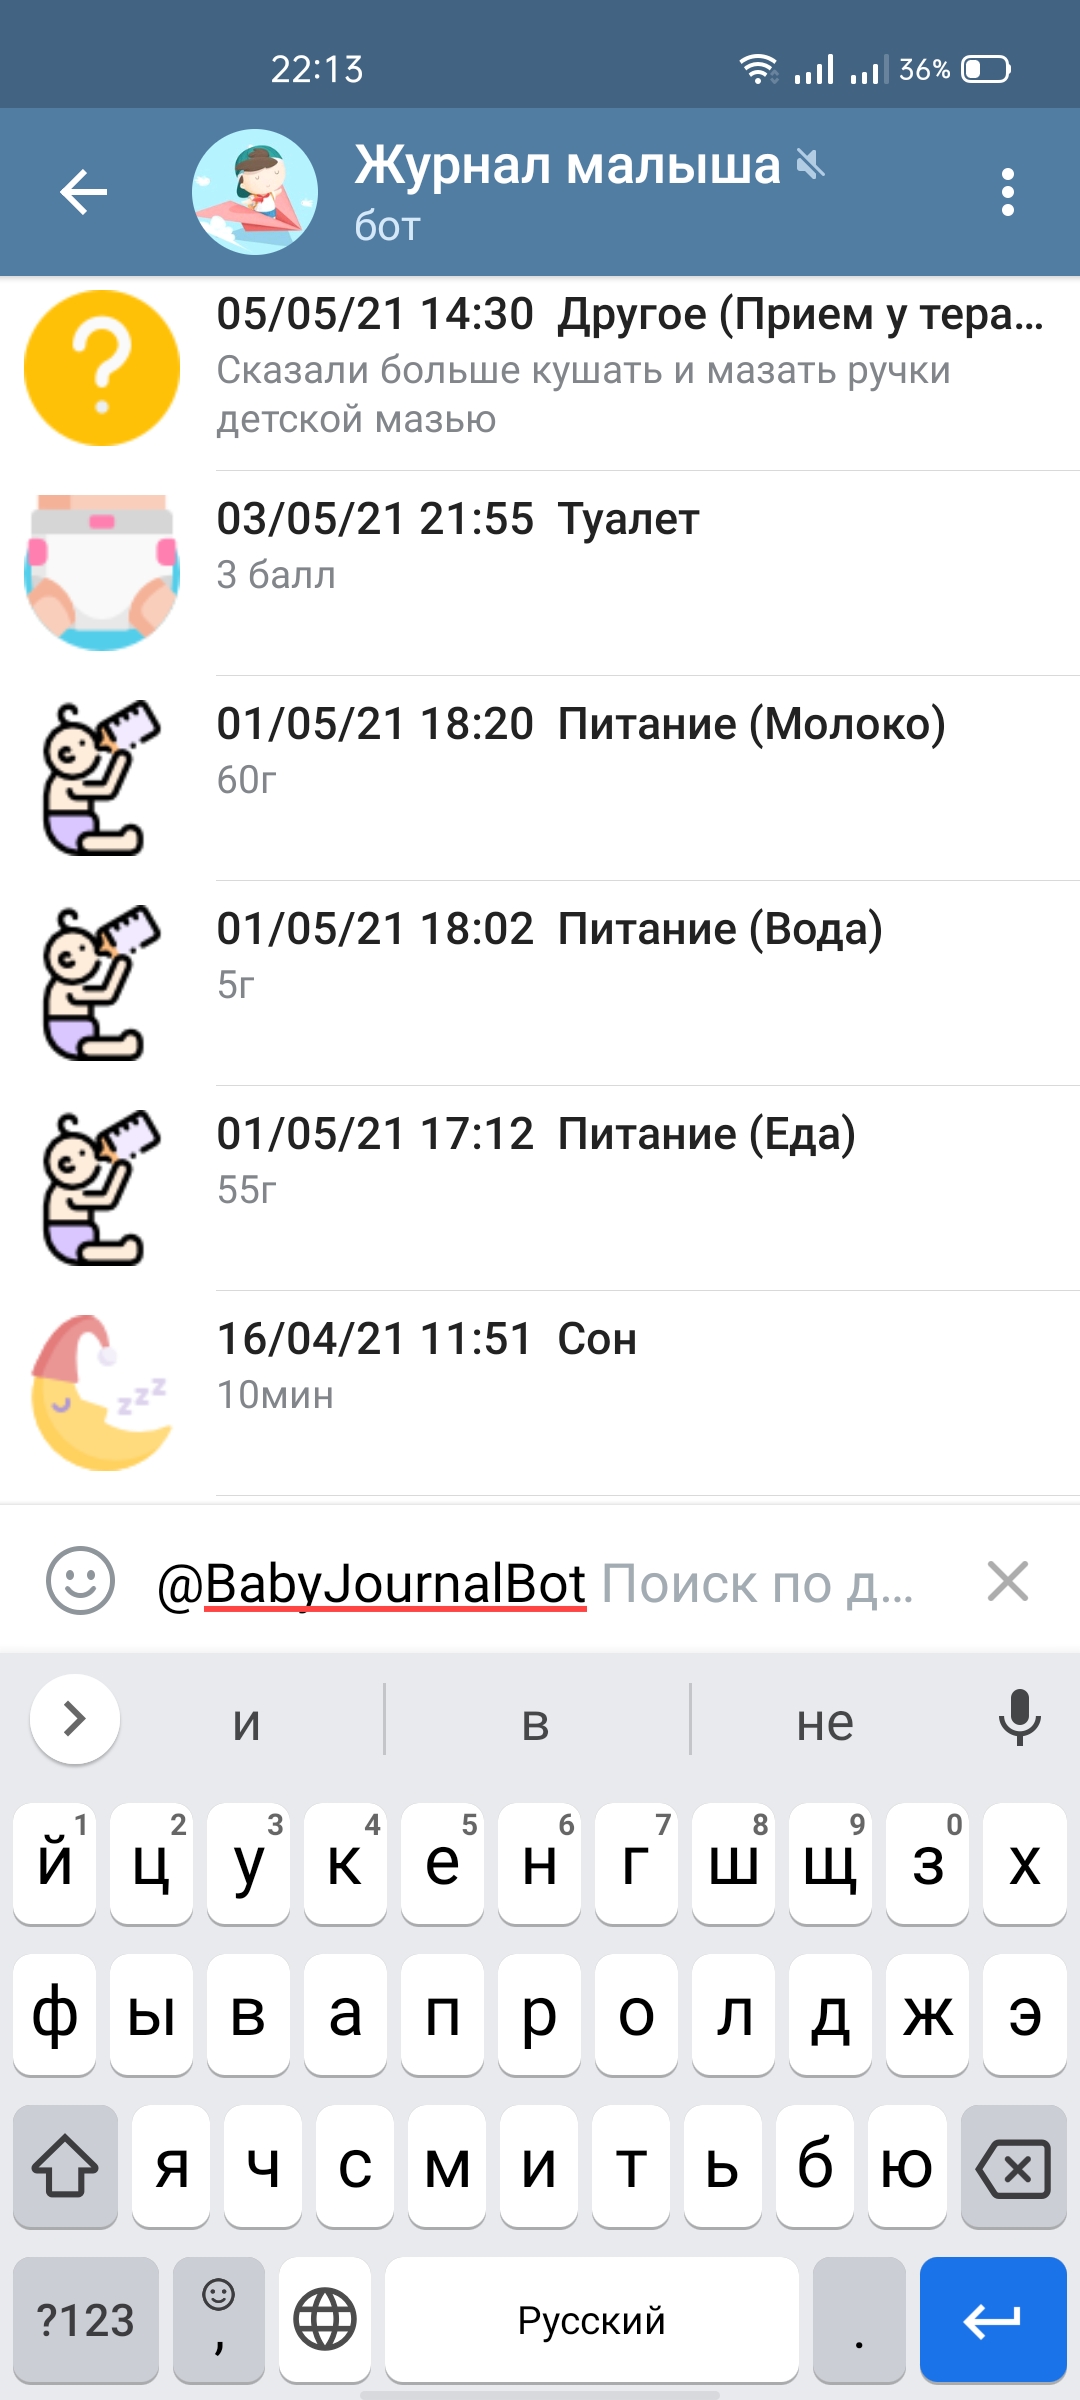 22:13
36%
Журнал малыша
бот
05/05/21 14:30 Другое (Прием у тера...
Сказали больше кушать и мазать ручки
детской мазью
03/05/21 21:55 Туалет
3 балл
01/05/21 18:20 Питание (Молоко)
60г
01/05/21 18:02 Питание (Вода)
5г
01/05/21 17:12 Питание (Еда)
55г
16/04/21 11:51 Сон
10мин
@BabyJournalBot Поиск по д...
и в не
1 2 3 4 5 6 7 8 9 0
й ц у к е н г ш щ з х
ф ы в а п р о л д ж э
я ч с м и т ь б ю
?123 , Русский .